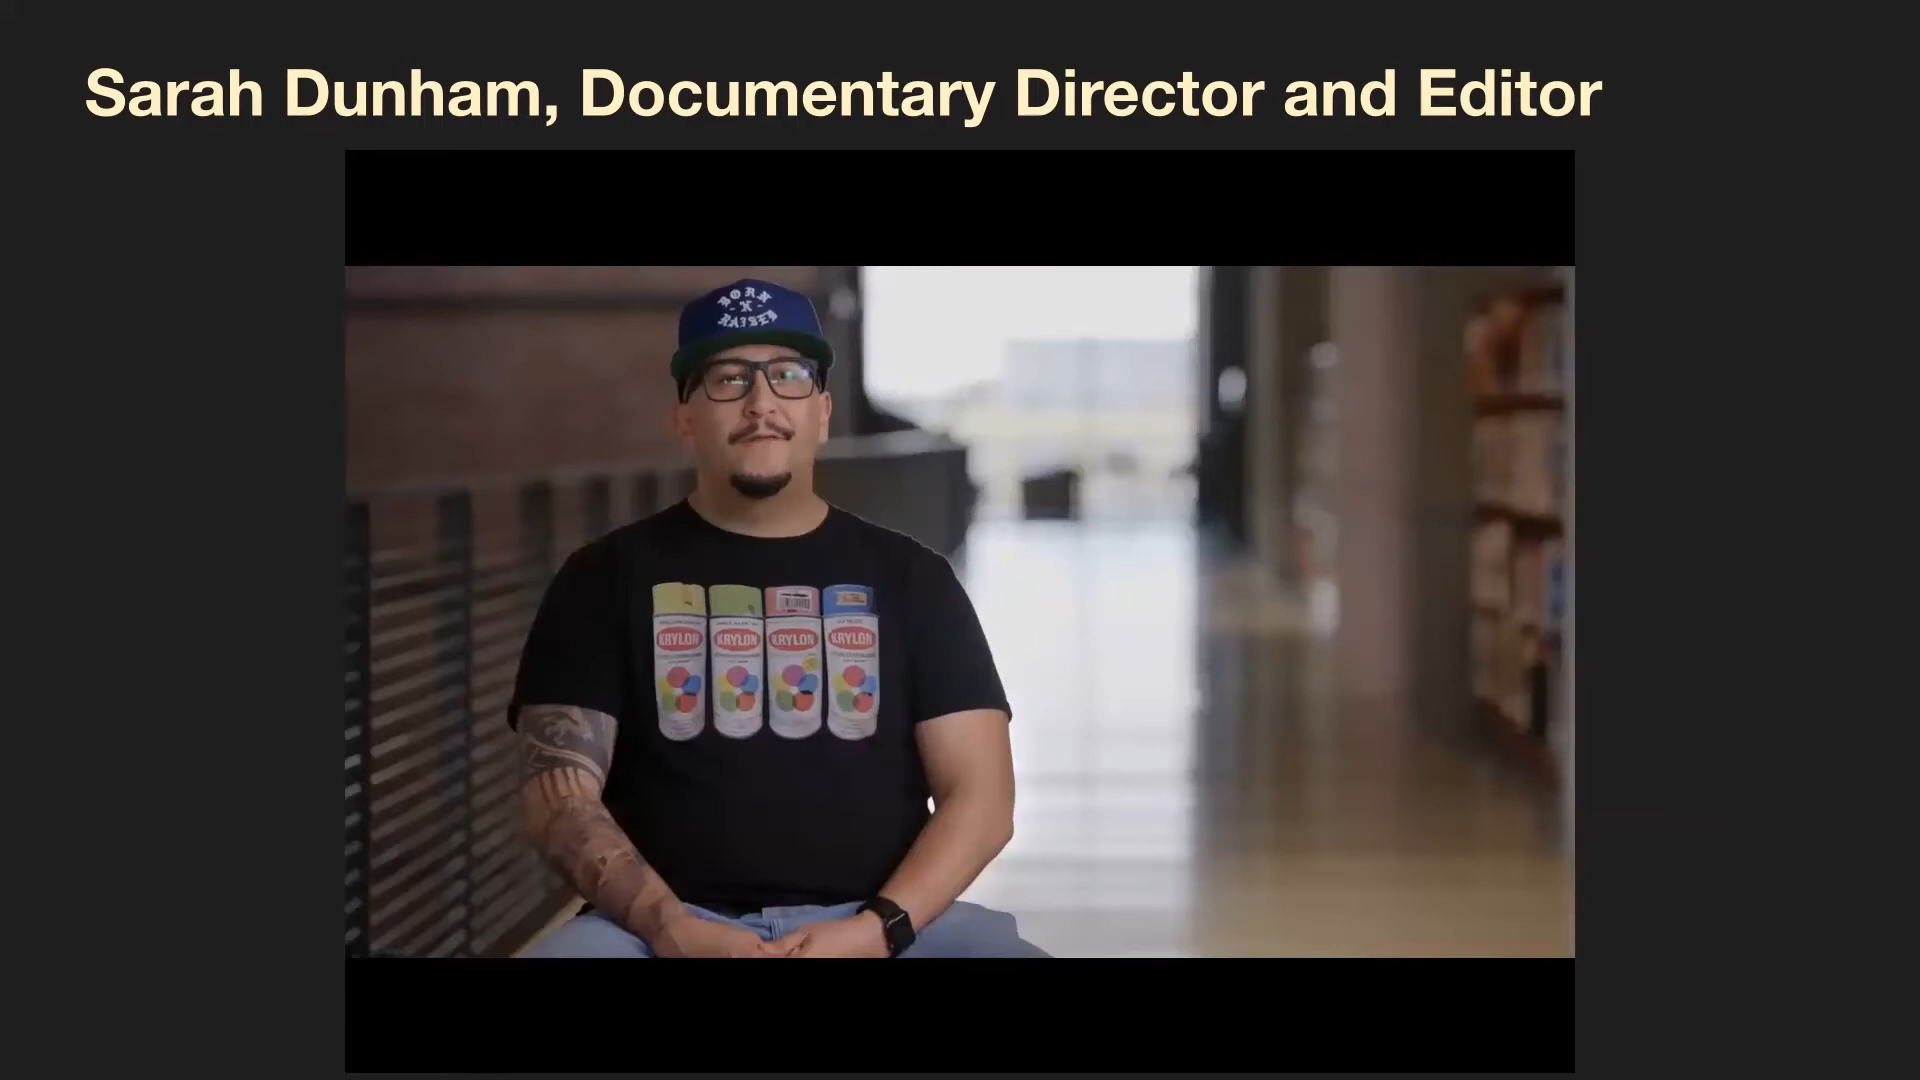 Sarah Dunham, Documentary Director and Editor
BORN
-X-
RAISED
KRYLON KRYLON KRYLON KRYLON